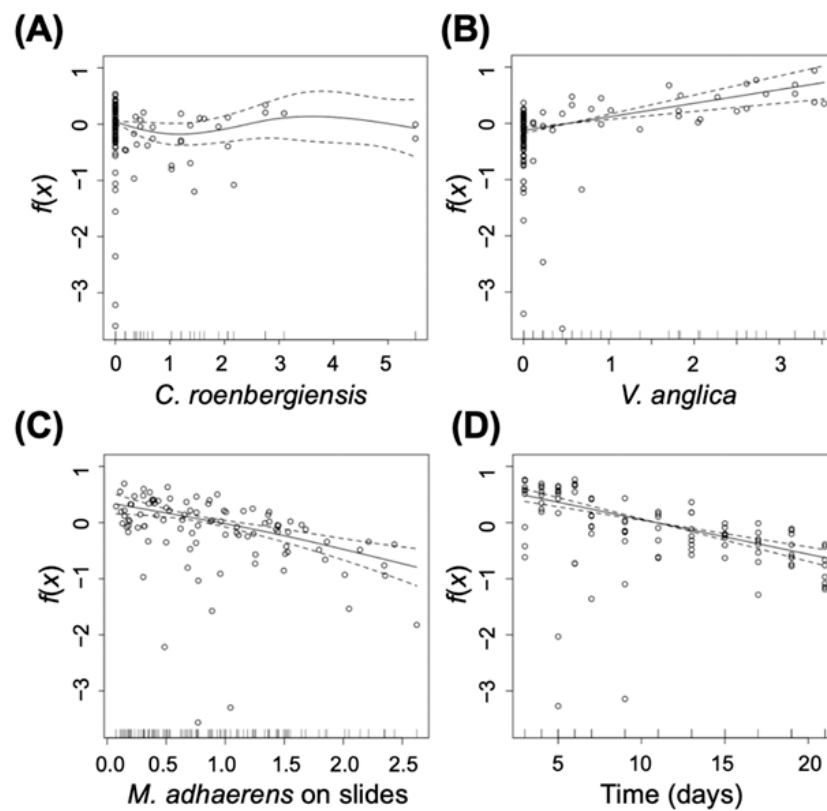 (A)
f(x)
1
0
−1
−2
−3
0 1 2 3 4 5
C. roenbergiensis
(B)
f(x)
1
0
−1
−2
−3
0 1 2 3
V. anglica
(C)
f(x)
1
0
−1
−2
−3
0.0 0.5 1.0 1.5 2.0 2.5
M. adhaerens on slides
(D)
f(x)
1
0
−1
−2
−3
5 10 15 20
Time (days)